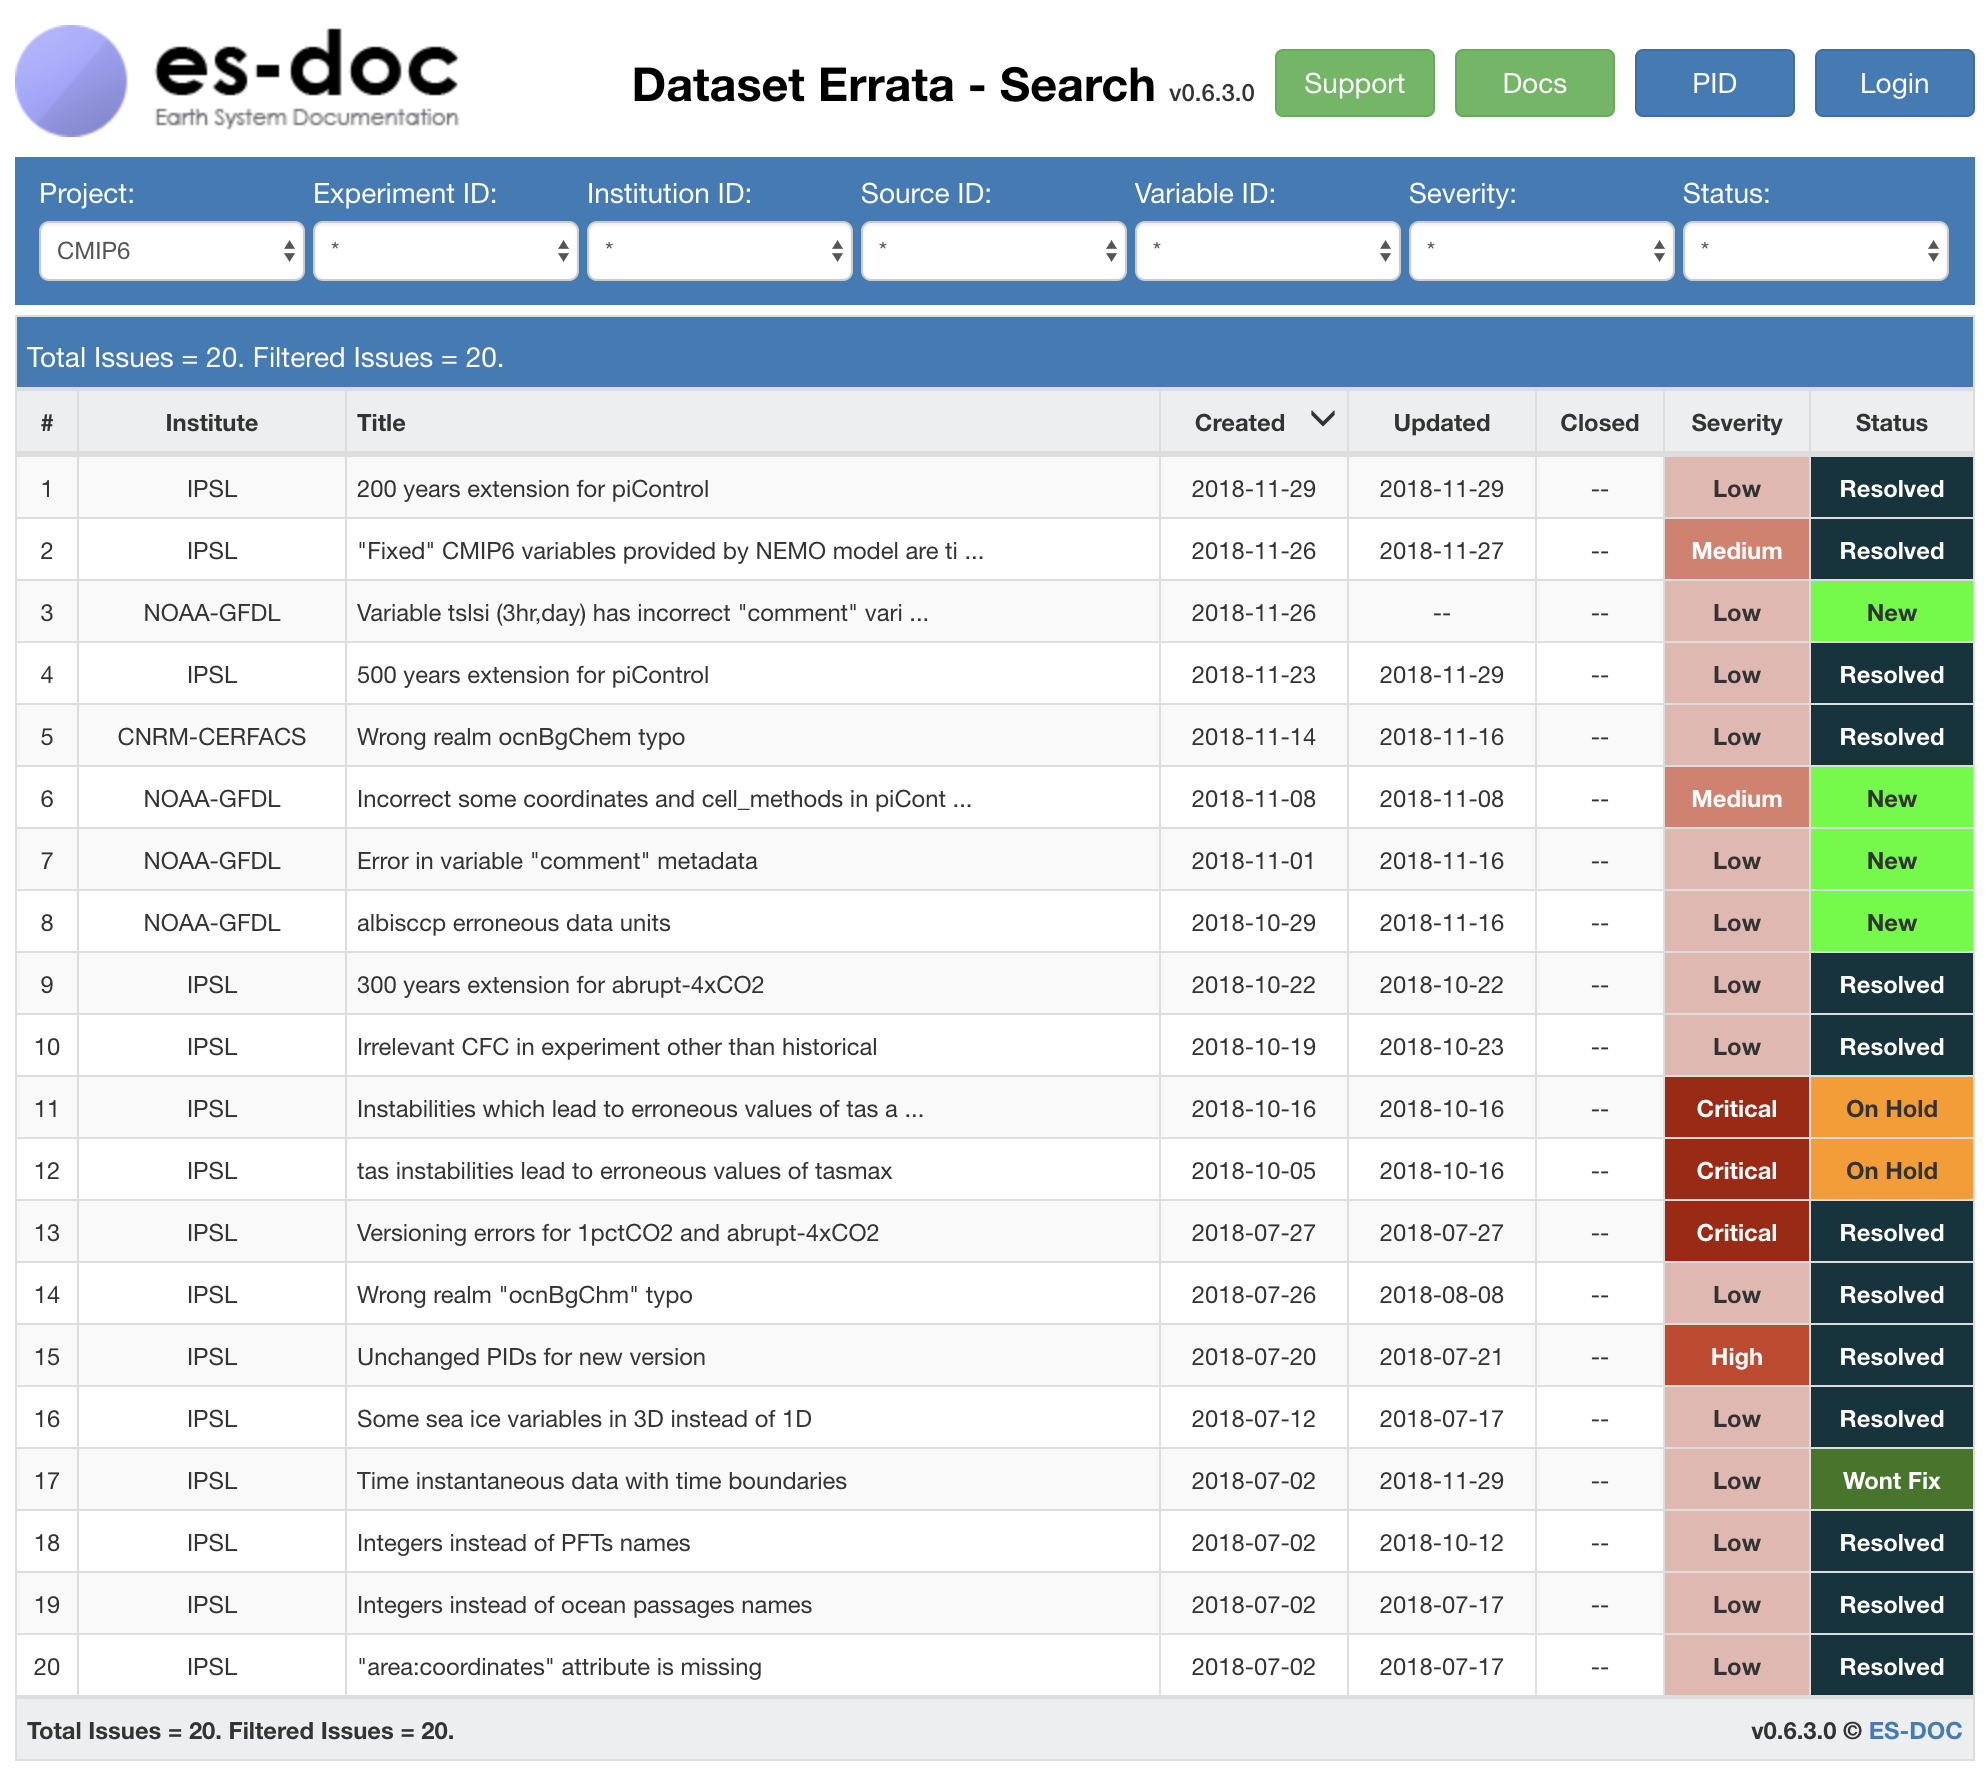 es-doc
Earth System Documentation
Dataset Errata - Search v0.6.3.0 Support Docs PID Login
Project: Experiment ID: Institution ID: Source ID: Variable ID: Severity: Status:
CMIP6 * * * * * *
Total Issues = 20. Filtered Issues = 20.
# Institute Title Created Updated Closed Severity Status
1 IPSL 200 years extension for piControl 2018-11-29 2018-11-29 -- Low Resolved
2 IPSL "Fixed" CMIP6 variables provided by NEMO model are ti ... 2018-11-26 2018-11-27 -- Medium Resolved
3 NOAA-GFDL Variable tslsi (3hr,day) has incorrect "comment" vari ... 2018-11-26 -- -- Low New
4 IPSL 500 years extension for piControl 2018-11-23 2018-11-29 -- Low Resolved
5 CNRM-CERFACS Wrong realm ocnBgChem typo 2018-11-14 2018-11-16 -- Low Resolved
6 NOAA-GFDL Incorrect some coordinates and cell_methods in piCont ... 2018-11-08 2018-11-08 -- Medium New
7 NOAA-GFDL Error in variable "comment" metadata 2018-11-01 2018-11-16 -- Low New
8 NOAA-GFDL albisccp erroneous data units 2018-10-29 2018-11-16 -- Low New
9 IPSL 300 years extension for abrupt-4xCO2 2018-10-22 2018-10-22 -- Low Resolved
10 IPSL Irrelevant CFC in experiment other than historical 2018-10-19 2018-10-23 -- Low Resolved
11 IPSL Instabilities which lead to erroneous values of tas a ... 2018-10-16 2018-10-16 -- Critical On Hold
12 IPSL tas instabilities lead to erroneous values of tasmax 2018-10-05 2018-10-16 -- Critical On Hold
13 IPSL Versioning errors for 1pctCO2 and abrupt-4xCO2 2018-07-27 2018-07-27 -- Critical Resolved
14 IPSL Wrong realm "ocnBgChm" typo 2018-07-26 2018-08-08 -- Low Resolved
15 IPSL Unchanged PIDs for new version 2018-07-20 2018-07-21 -- High Resolved
16 IPSL Some sea ice variables in 3D instead of 1D 2018-07-12 2018-07-17 -- Low Resolved
17 IPSL Time instantaneous data with time boundaries 2018-07-02 2018-11-29 -- Low Wont Fix
18 IPSL Integers instead of PFTs names 2018-07-02 2018-10-12 -- Low Resolved
19 IPSL Integers instead of ocean passages names 2018-07-02 2018-07-17 -- Low Resolved
20 IPSL "area:coordinates" attribute is missing 2018-07-02 2018-07-17 -- Low Resolved
Total Issues = 20. Filtered Issues = 20. v0.6.3.0 © ES-DOC